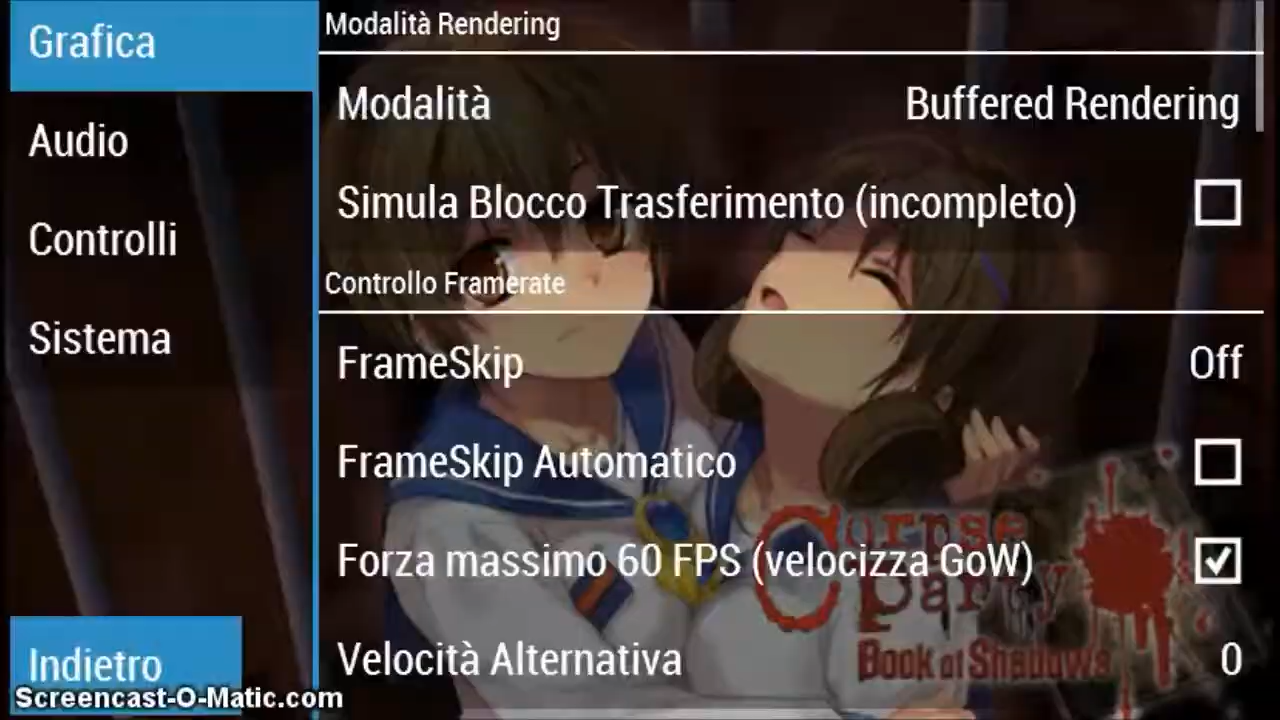 Grafica
Audio
Controlli
Sistema
Indietro
Screencast-O-Matic.com
Modalità Rendering
Modalità Buffered Rendering
Simula Blocco Trasferimento (incompleto)
Controllo Framerate
FrameSkip Off
FrameSkip Automatico
Forza massimo 60 FPS (velocizza GoW)
Velocità Alternativa 0
Corpse Party
Book of Shadows